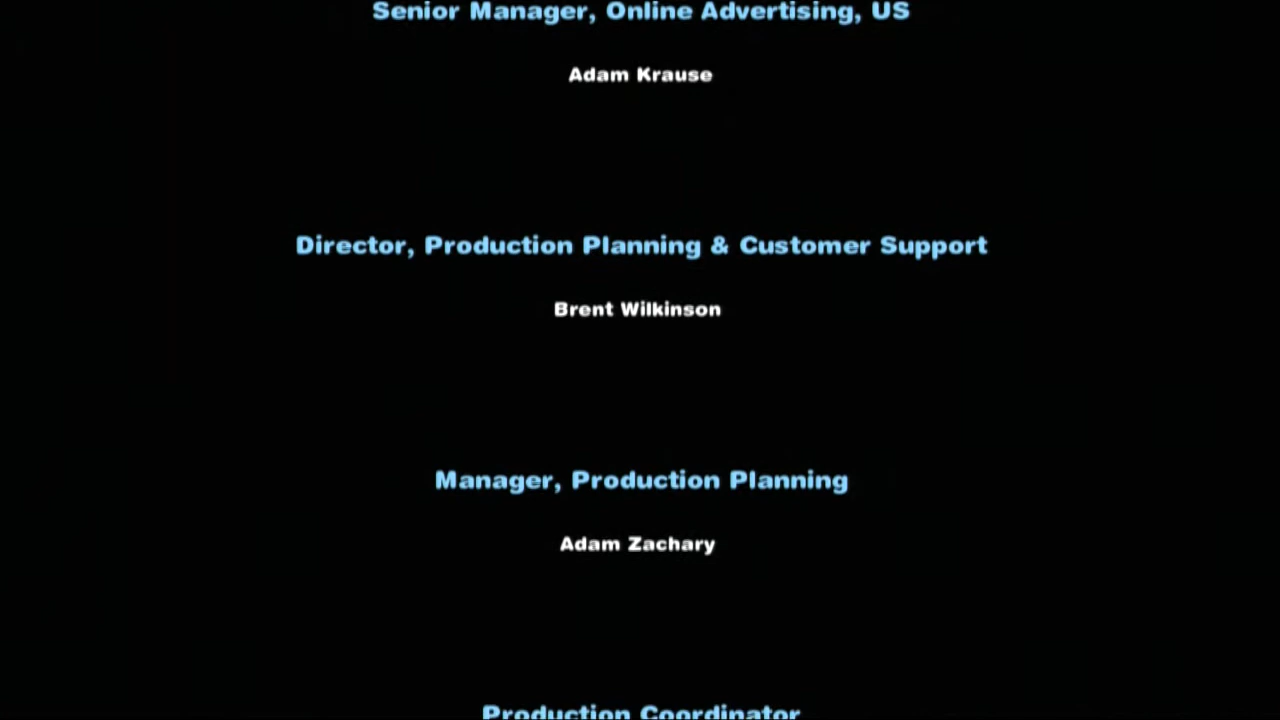 Senior Manager, Online Advertising, US
Adam Krause
Director, Production Planning & Customer Support
Brent Wilkinson
Manager, Production Planning
Adam Zachary
Production Coordinator